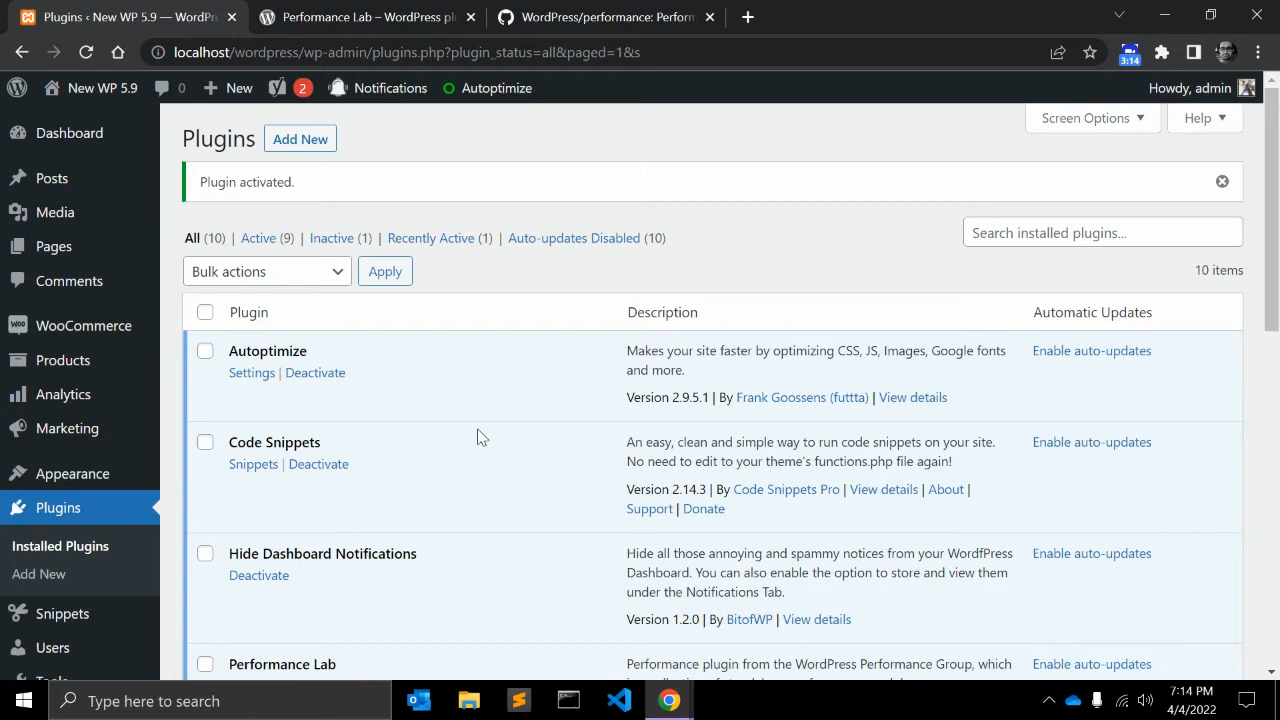 Plugins ‹ New WP 5.9 — WordPress
Performance Lab – WordPress plu
WordPress/performance: Perform
localhost/wordpress/wp-admin/plugins.php?plugin_status=all&paged=1&s
3:14
New WP 5.9
0
New
2
Notifications
Autoptimize
Howdy, admin
Dashboard
Posts
Media
Pages
Comments
WooCommerce
Products
Analytics
Marketing
Appearance
Plugins
Installed Plugins
Add New
Snippets
Users
Tools
Screen Options
Help
Plugins
Add New
Plugin activated.
All (10) | Active (9) | Inactive (1) | Recently Active (1) | Auto-updates Disabled (10)
Search installed plugins...
Bulk actions
Apply
10 items
Plugin
Description
Automatic Updates
Autoptimize
Settings | Deactivate
Makes your site faster by optimizing CSS, JS, Images, Google fonts
and more.
Version 2.9.5.1 | By Frank Goossens (futtta) | View details
Enable auto-updates
Code Snippets
Snippets | Deactivate
An easy, clean and simple way to run code snippets on your site.
No need to edit to your theme's functions.php file again!
Version 2.14.3 | By Code Snippets Pro | View details | About |
Support | Donate
Enable auto-updates
Hide Dashboard Notifications
Deactivate
Hide all those annoying and spammy notices from your WordFPress
Dashboard. You can also enable the option to store and view them
under the Notifications Tab.
Version 1.2.0 | By BitofWP | View details
Enable auto-updates
Performance Lab
Performance plugin from the WordPress Performance Group, which
Enable auto-updates
Type here to search
7:14 PM
4/4/2022